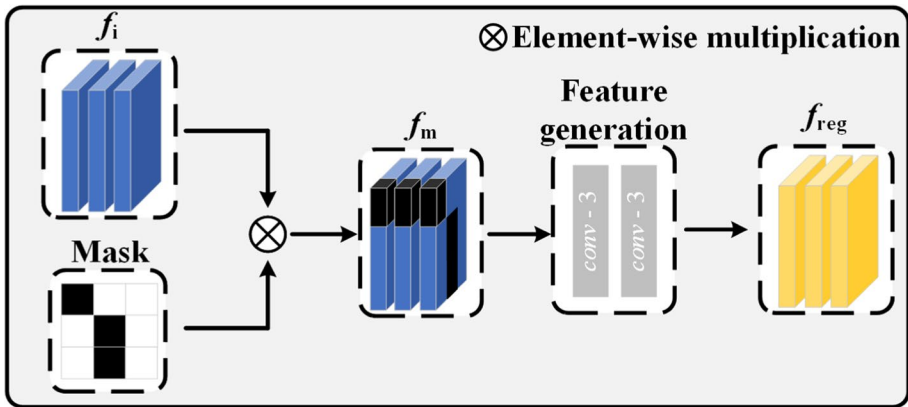 f_i
⊗ Element-wise multiplication
Mask
f_m
Feature
generation
conv - 3
conv - 3
f_reg